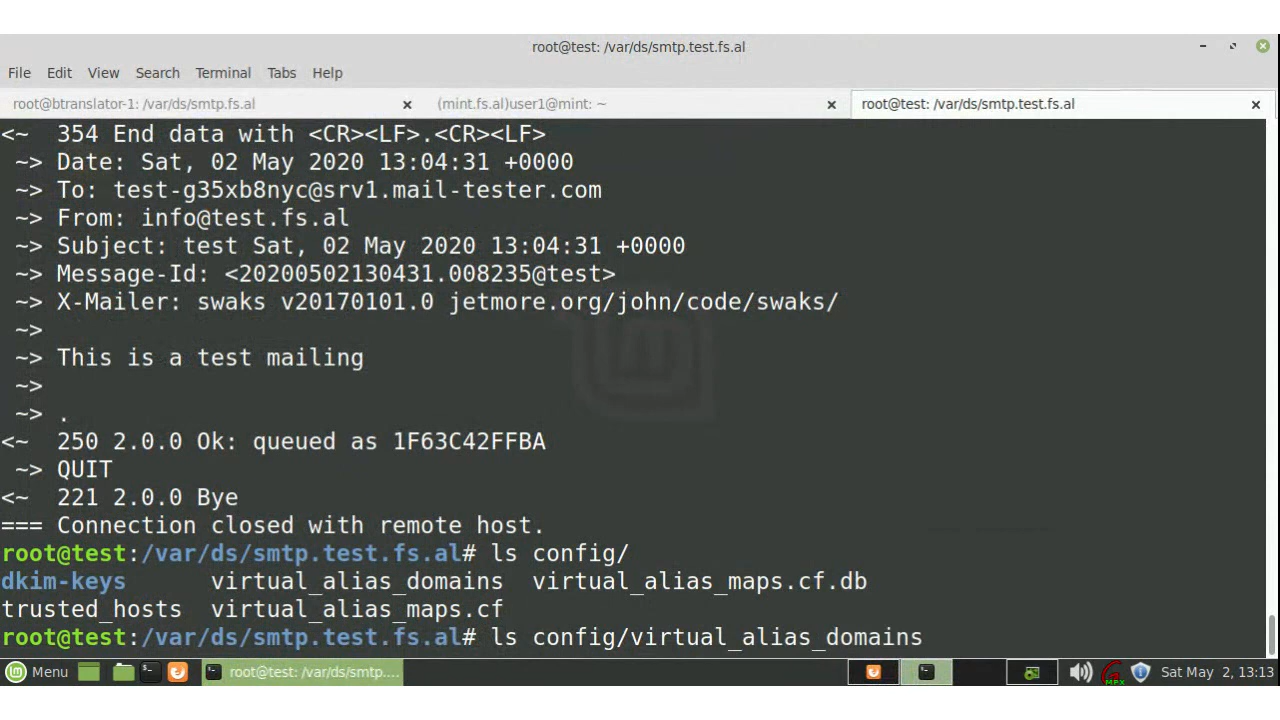 root@test: /var/ds/smtp.test.fs.al
File Edit View Search Terminal Tabs Help
root@btranslator-1: /var/ds/smtp.fs.al × (mint.fs.al)user1@mint: ~ × root@test: /var/ds/smtp.test.fs.al ×
<~  354 End data with <CR><LF>.<CR><LF>
 ~> Date: Sat, 02 May 2020 13:04:31 +0000
 ~> To: test-g35xb8nyc@srv1.mail-tester.com
 ~> From: info@test.fs.al
 ~> Subject: test Sat, 02 May 2020 13:04:31 +0000
 ~> Message-Id: <20200502130431.008235@test>
 ~> X-Mailer: swaks v20170101.0 jetmore.org/john/code/swaks/
 ~>
 ~> This is a test mailing
 ~>
 ~> .
<~  250 2.0.0 Ok: queued as 1F63C42FFBA
 ~> QUIT
<~  221 2.0.0 Bye
=== Connection closed with remote host.
root@test:/var/ds/smtp.test.fs.al# ls config/
dkim-keys      virtual_alias_domains  virtual_alias_maps.cf.db
trusted_hosts  virtual_alias_maps.cf
root@test:/var/ds/smtp.test.fs.al# ls config/virtual_alias_domains
Menu root@test: /var/ds/smtp.... MPX Sat May 2, 13:13